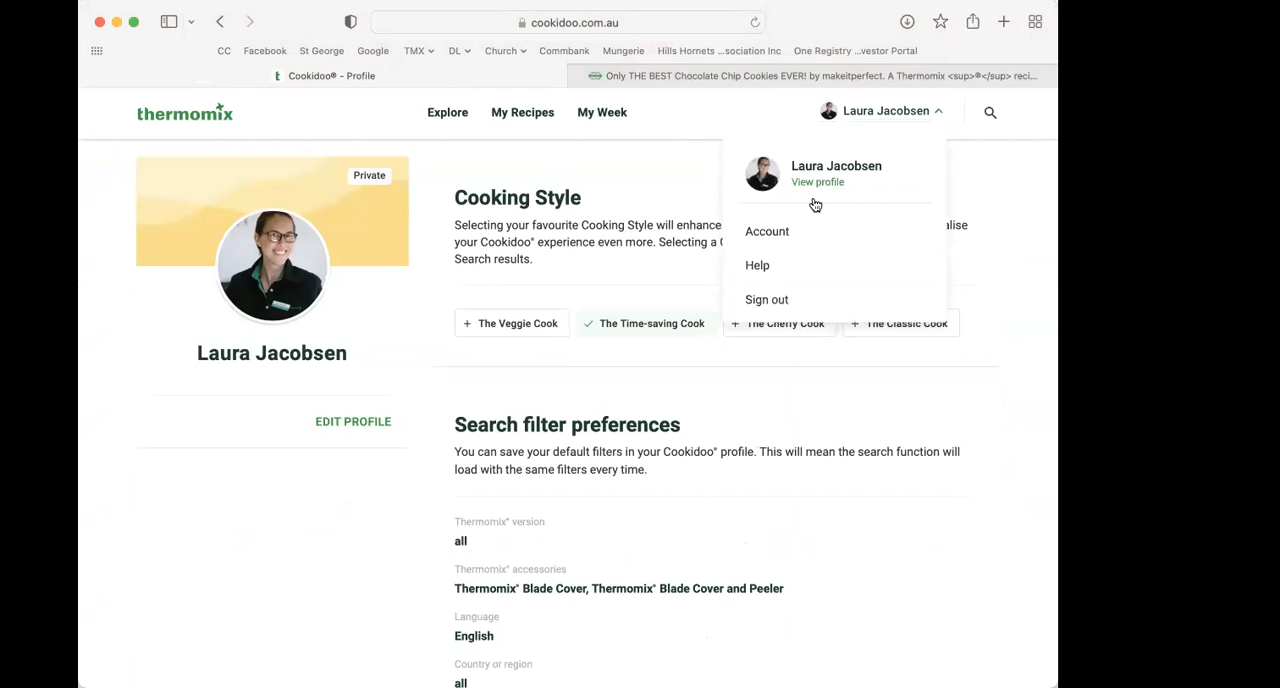 cookidoo.com.au
CC Facebook St George Google TMX DL Church Commbank Mungerie Hills Hornets ...sociation Inc One Registry ...vestor Portal
Cookidoo® - Profile
Only THE BEST Chocolate Chip Cookies EVER! by makeitperfect. A Thermomix <sup>®</sup> reci...
thermomix
Explore My Recipes My Week
Laura Jacobsen
Private
Laura Jacobsen
View profile
Account
Help
Sign out
Laura Jacobsen
EDIT PROFILE
Cooking Style
Selecting your favourite Cooking Style will enhance alise
your Cookidoo® experience even more. Selecting a
Search results.
+ The Veggie Cook
The Time-saving Cook
+ The Cheffy Cook
+ The Classic Cook
Search filter preferences
You can save your default filters in your Cookidoo® profile. This will mean the search function will
load with the same filters every time.
Thermomix® version
all
Thermomix® accessories
Thermomix® Blade Cover, Thermomix® Blade Cover and Peeler
Language
English
Country or region
all